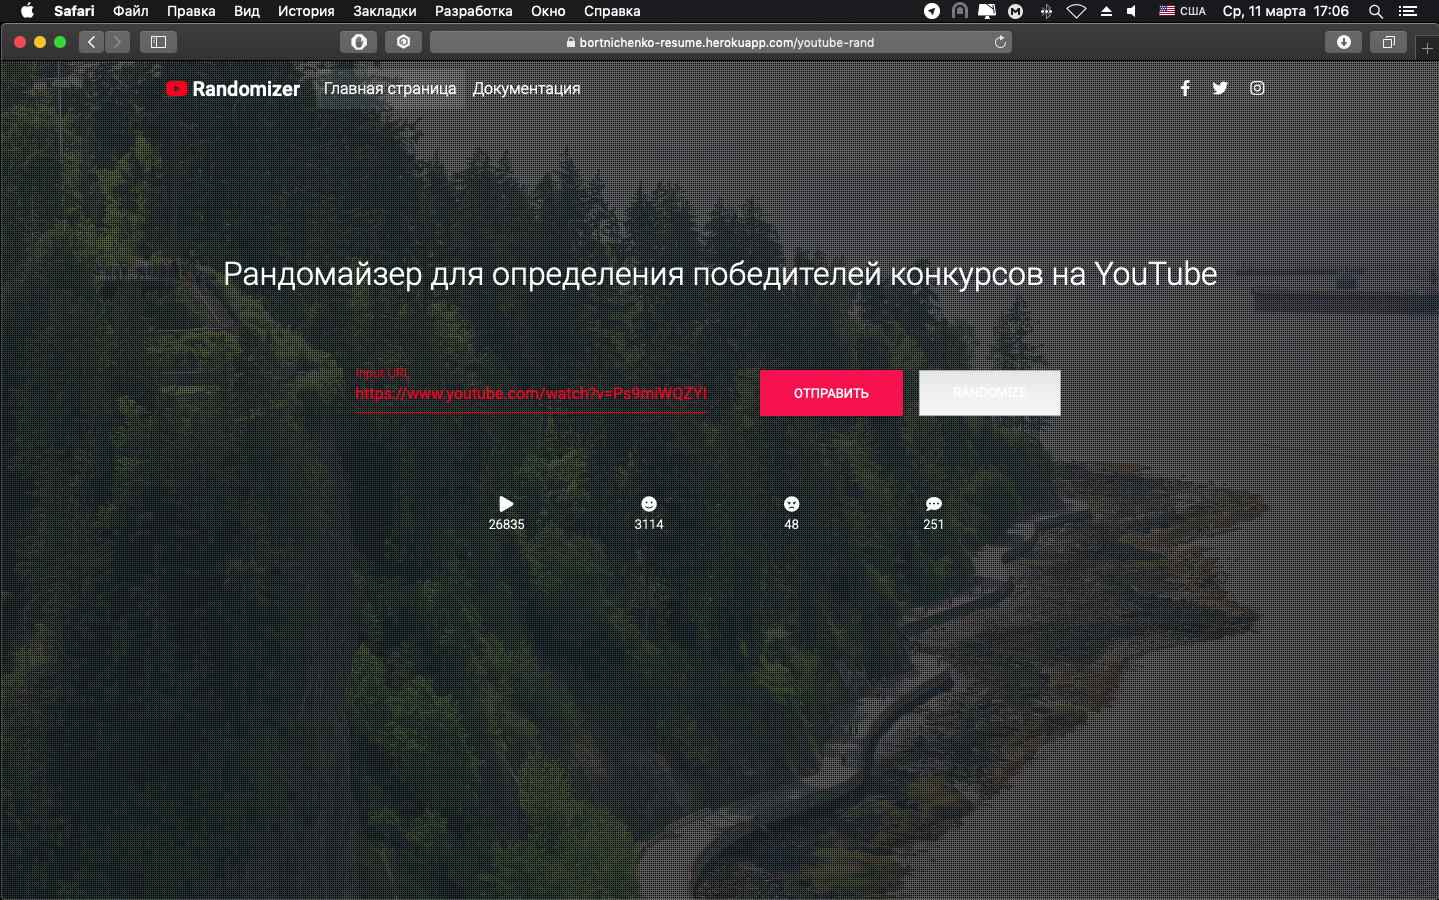 Safari Файл Правка Вид История Закладки Разработка Окно Справка США Ср, 11 марта 17:06
bortnichenko-resume.herokuapp.com/youtube-rand
Randomizer Главная страница Документация
Рандомайзер для определения победителей конкурсов на YouTube
Input URL
https://www.youtube.com/watch?v=Ps9mIWQZYI
ОТПРАВИТЬ RANDOMIZE
26835 3114 48 251